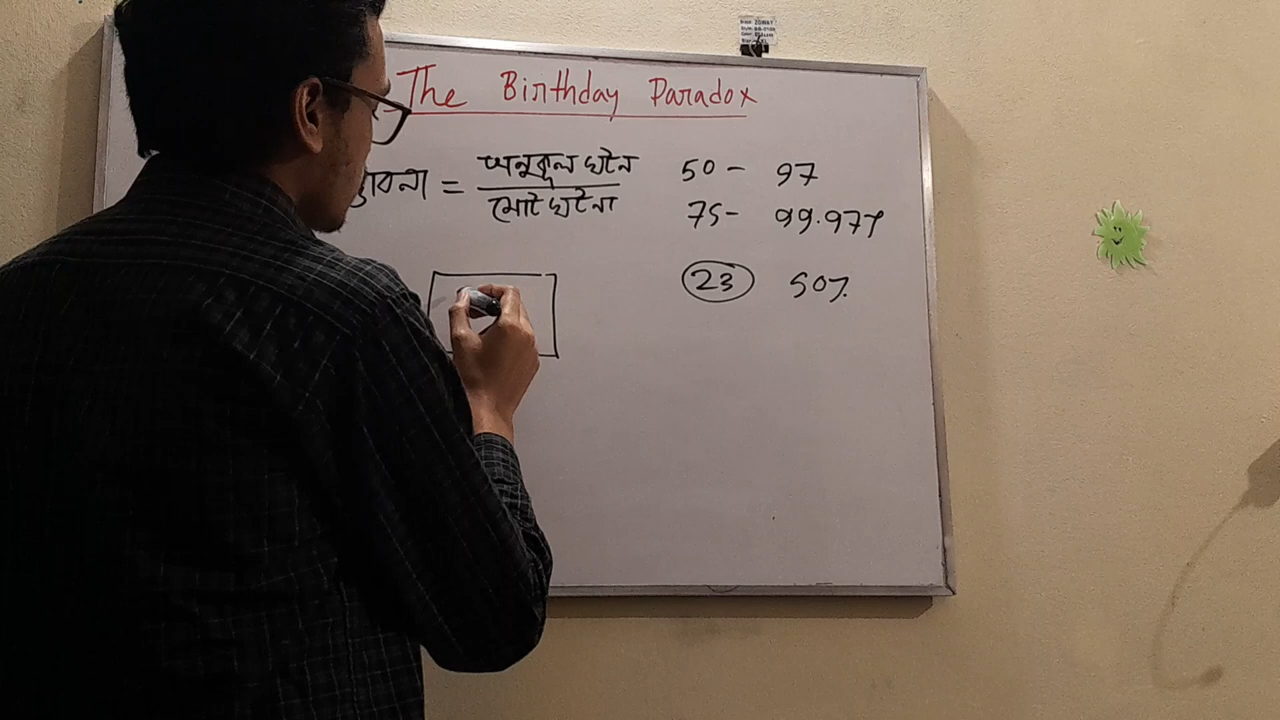 The Birthday Paradox
অনুকূল ঘটন
=
মোট ঘটনা
50 - 97
75 - 99.97%
23 50%